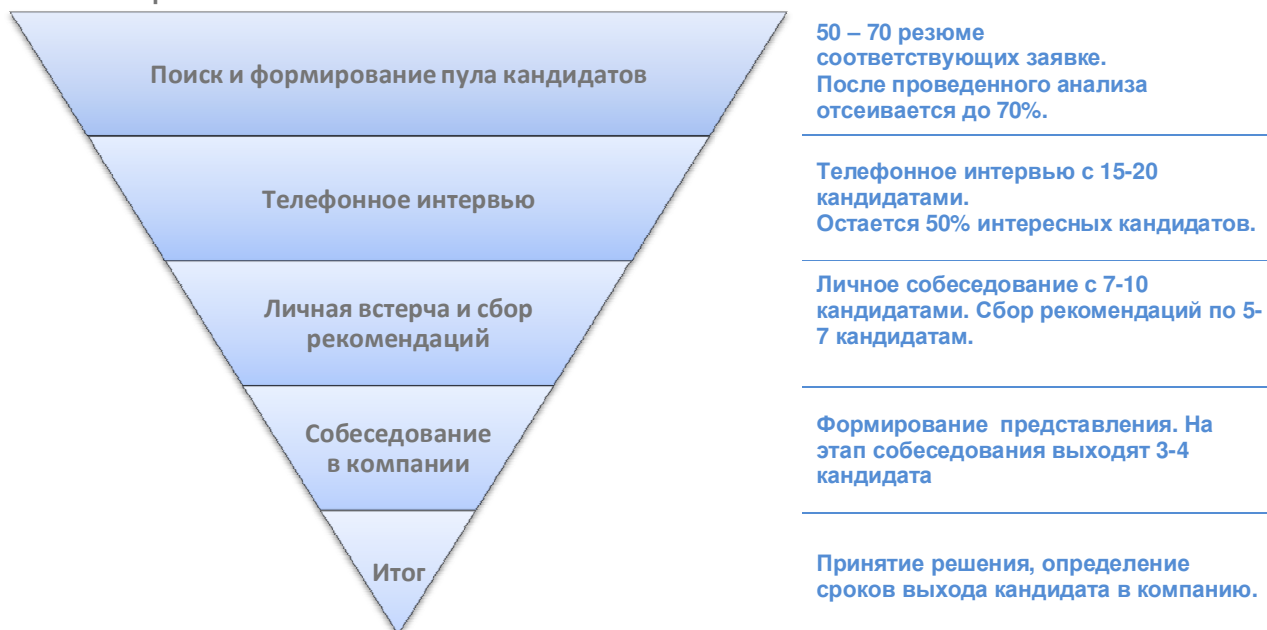 Поиск и формирование пула кандидатов
50 – 70 резюме
соответствующих заявке.
После проведенного анализа
отсеивается до 70%.
Телефонное интервью
Телефонное интервью с 15-20
кандидатами.
Остается 50% интересных кандидатов.
Личная встерча и сбор
рекомендаций
Личное собеседование с 7-10
кандидатами. Сбор рекомендаций по 5-
7 кандидатам.
Собеседование
в компании
Формирование представления. На
этап собеседования выходят 3-4
кандидата
Итог
Принятие решения, определение
сроков выхода кандидата в компанию.